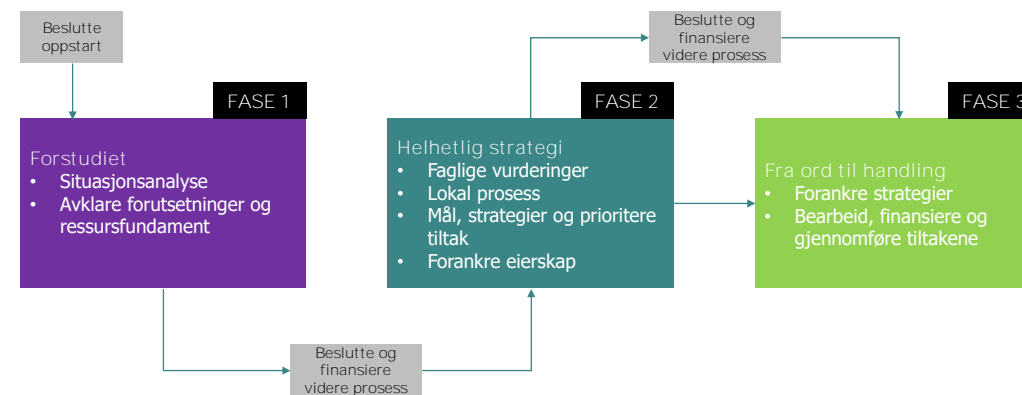 Beslutte
oppstart
FASE 1
Forstudiet
• Situasjonsanalyse
• Avklare forutsetninger og
ressursfundament
Beslutte og
finansiere
videre prosess
FASE 2
Helhetlig strategi
• Faglige vurderinger
• Lokal prosess
• Mål, strategier og prioritere
tiltak
• Forankre eierskap
Beslutte og
finansiere
videre prosess
FASE 3
Fra ord til handling
• Forankre strategier
• Bearbeid, finansiere og
gjennomføre tiltakene